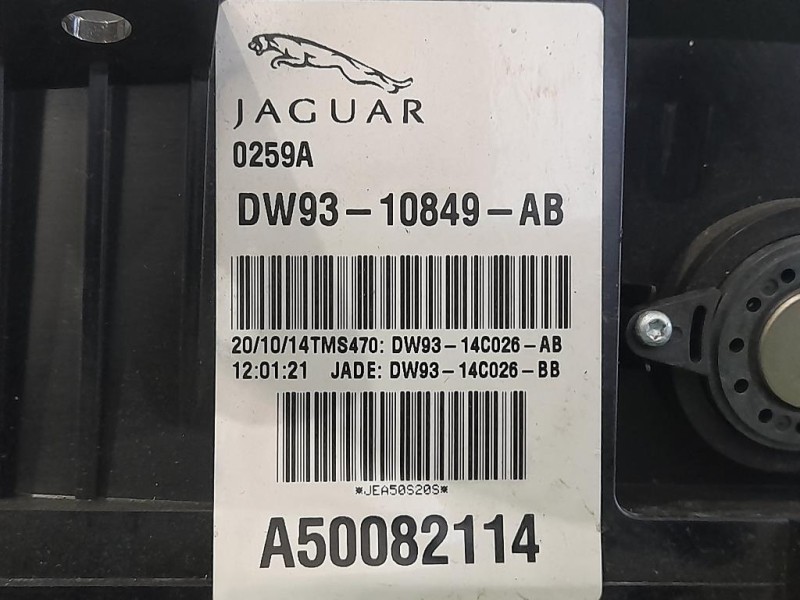 JAGUAR
0259A
DW93-10849-AB
20/10/14TMS470: DW93-14C026-AB
12:01:21 JADE: DW93-14C026-BB
*JEA50S20S*
A50082114